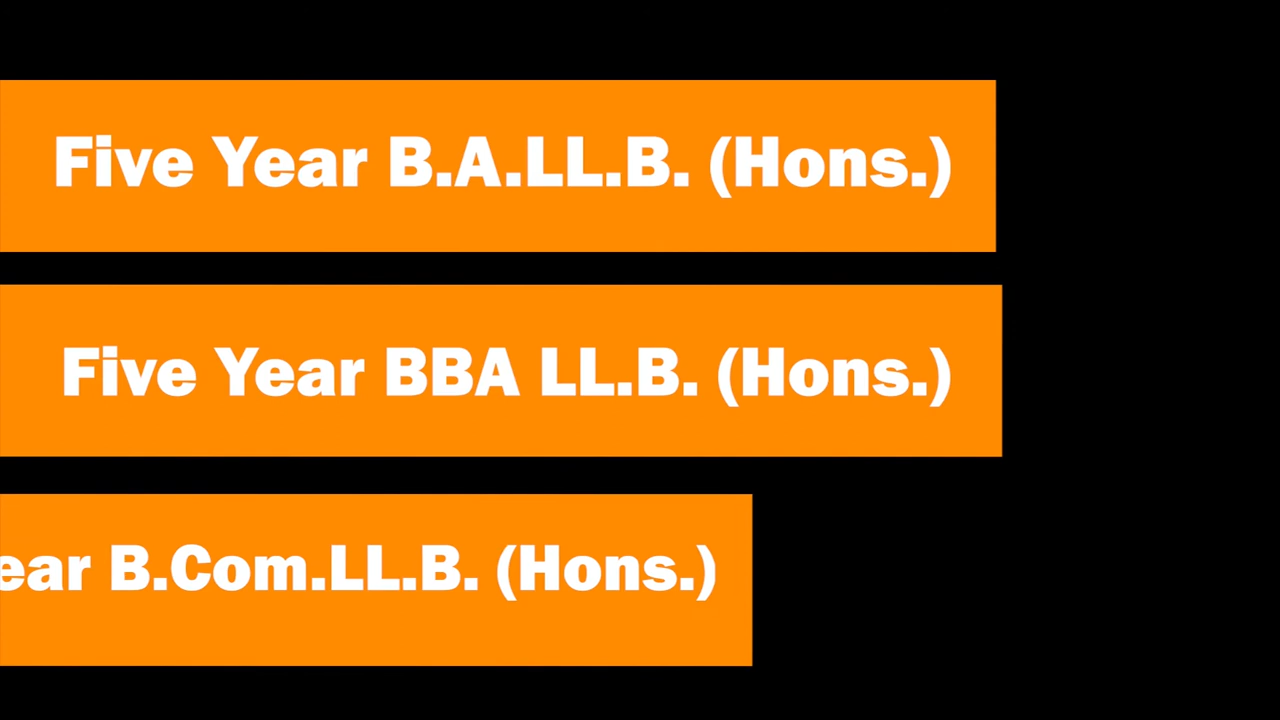 Five Year B.A.LL.B. (Hons.)
Five Year BBA LL.B. (Hons.)
ear B.Com.LL.B. (Hons.)